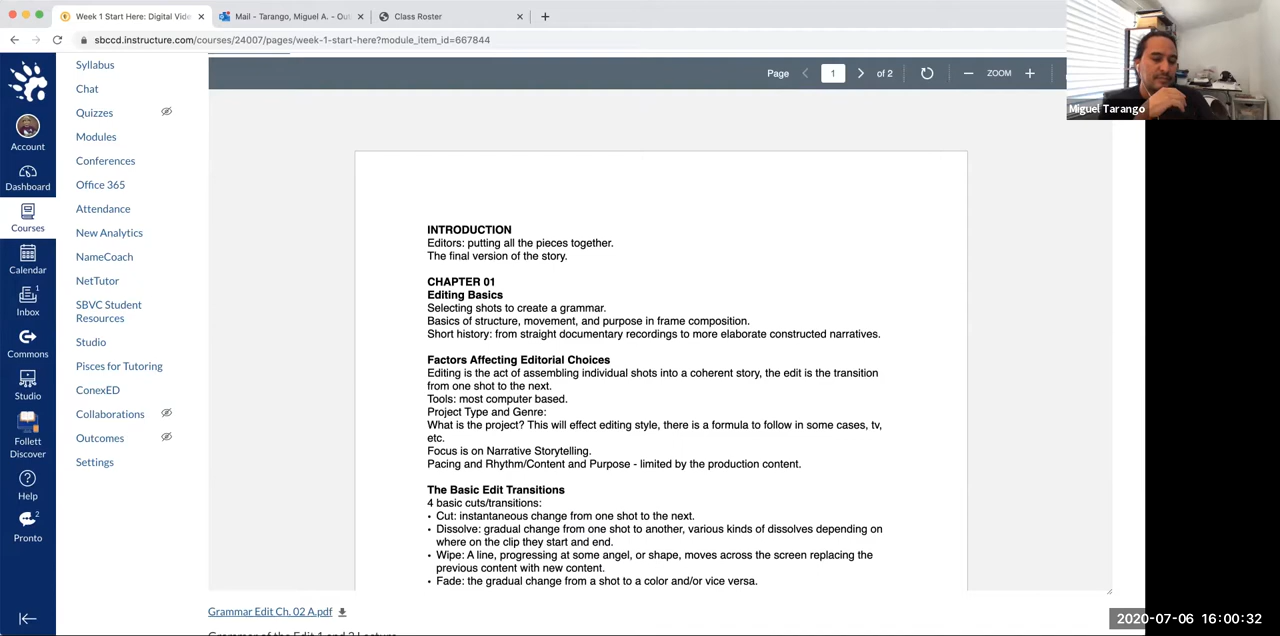 Week 1 Start Here: Digital Vide
Mail - Tarango, Miguel A. - Out
Class Roster
sbccd.instructure.com/courses/24007/pages/week-1-start-here?module_item_id=667844
Account
Dashboard
Courses
Calendar
1
Inbox
Commons
Studio
Follett
Discover
Help
2
Pronto
Syllabus
Chat
Quizzes
Modules
Conferences
Office 365
Attendance
New Analytics
NameCoach
NetTutor
SBVC Student
Resources
Studio
Pisces for Tutoring
ConexED
Collaborations
Outcomes
Settings
Page 1 of 2 ZOOM
INTRODUCTION
Editors: putting all the pieces together.
The final version of the story.
CHAPTER 01
Editing Basics
Selecting shots to create a grammar.
Basics of structure, movement, and purpose in frame composition.
Short history: from straight documentary recordings to more elaborate constructed narratives.
Factors Affecting Editorial Choices
Editing is the act of assembling individual shots into a coherent story, the edit is the transition
from one shot to the next.
Tools: most computer based.
Project Type and Genre:
What is the project? This will effect editing style, there is a formula to follow in some cases, tv,
etc.
Focus is on Narrative Storytelling.
Pacing and Rhythm/Content and Purpose - limited by the production content.
The Basic Edit Transitions
4 basic cuts/transitions:
• Cut: instantaneous change from one shot to the next.
• Dissolve: gradual change from one shot to another, various kinds of dissolves depending on
where on the clip they start and end.
• Wipe: A line, progressing at some angel, or shape, moves across the screen replacing the
previous content with new content.
• Fade: the gradual change from a shot to a color and/or vice versa.
Grammar Edit Ch. 02 A.pdf
Grammar of the Edit 1 and 2 Lecture
Miguel Tarango
2020-07-06 16:00:32